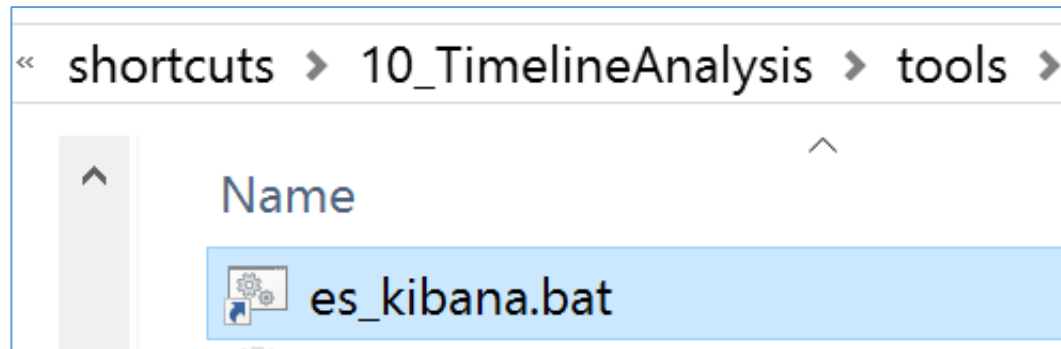 « shortcuts > 10_TimelineAnalysis > tools >
Name
es_kibana.bat